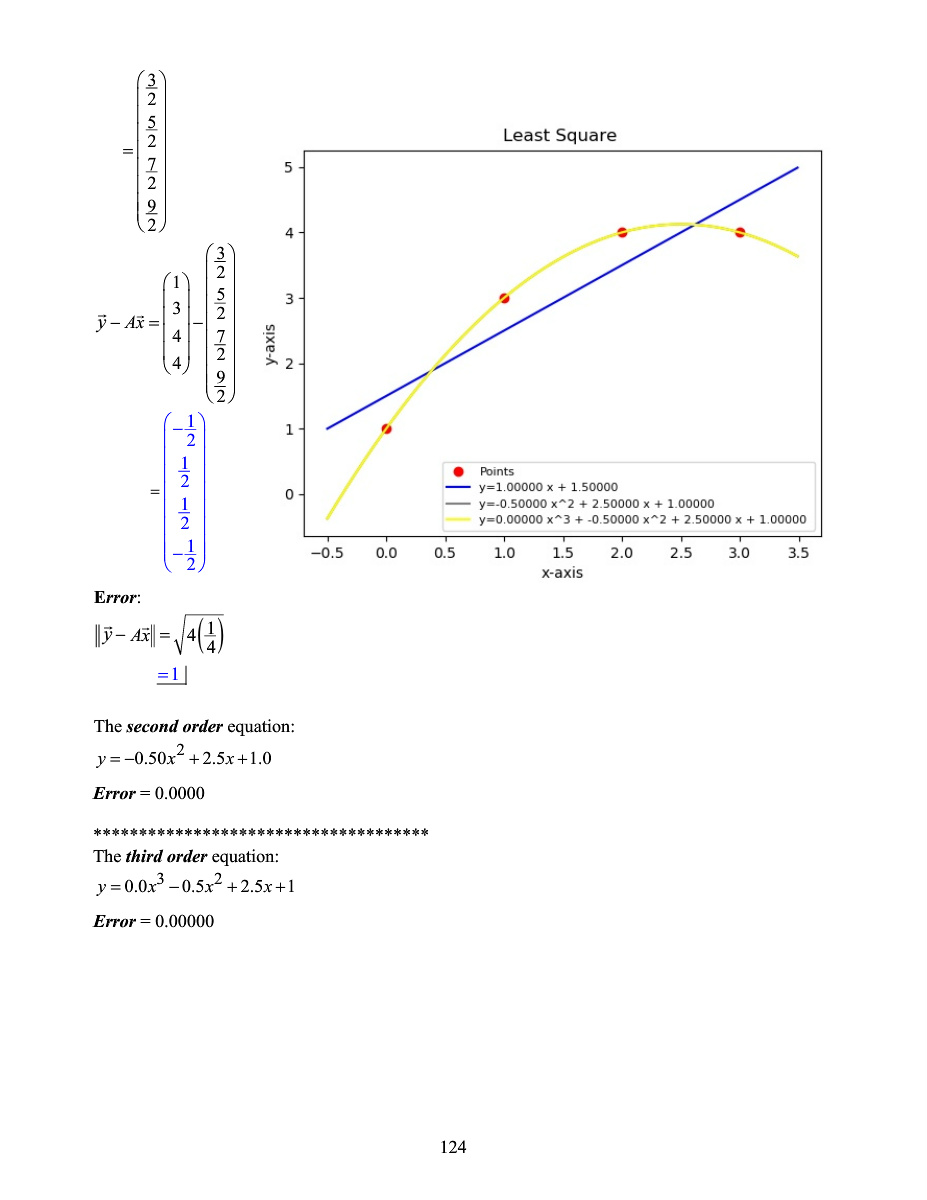 = (3/2 5/2 7/2 9/2)
y⃗ − Ax⃗ = (1 3 4 4) − (3/2 5/2 7/2 9/2)
= (−1/2 1/2 1/2 −1/2)
Least Square
y-axis
5
4
3
2
1
0
Points
y=1.00000 x + 1.50000
y=-0.50000 x^2 + 2.50000 x + 1.00000
y=0.00000 x^3 + -0.50000 x^2 + 2.50000 x + 1.00000
−0.5 0.0 0.5 1.0 1.5 2.0 2.5 3.0 3.5
x-axis
Error:
‖y⃗ − Ax⃗‖ = √4(1/4)
=1
The second order equation:
y = −0.50x² + 2.5x + 1.0
Error = 0.0000
*************************************
The third order equation:
y = 0.0x³ − 0.5x² + 2.5x + 1
Error = 0.00000
124